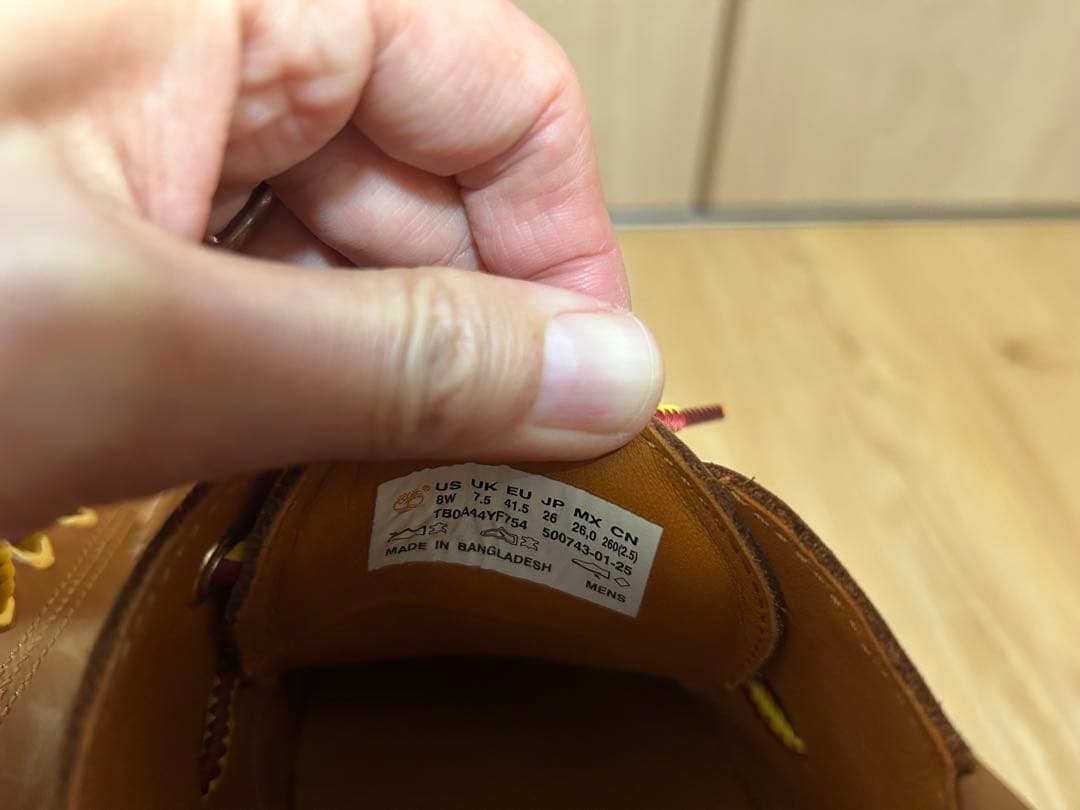 US UK EU JP MX CN
8W 7.5 41.5 26 26,0 260(2.5)
TB0A44YF754 500743-01-25
MADE IN BANGLADESH
MENS